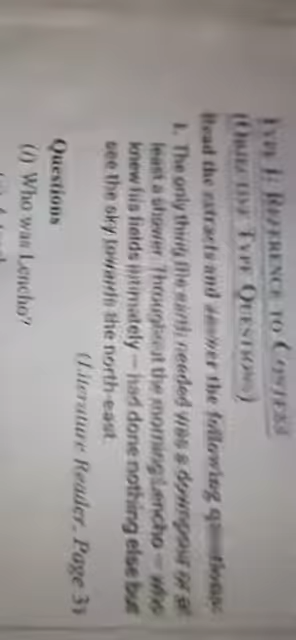 TYPE I: REFERENCE TO CONTEXT
(OBJECTIVE TYPE QUESTIONS)
Read the extracts and answer the following questions:
1. The only thing the earth needed was a downpour or at
least a shower. Throughout the morning Lencho – who
knew his fields intimately – had done nothing else but
see the sky towards the north-east.
(Literature Reader, Page 3)
Questions
(i) Who was Lencho?